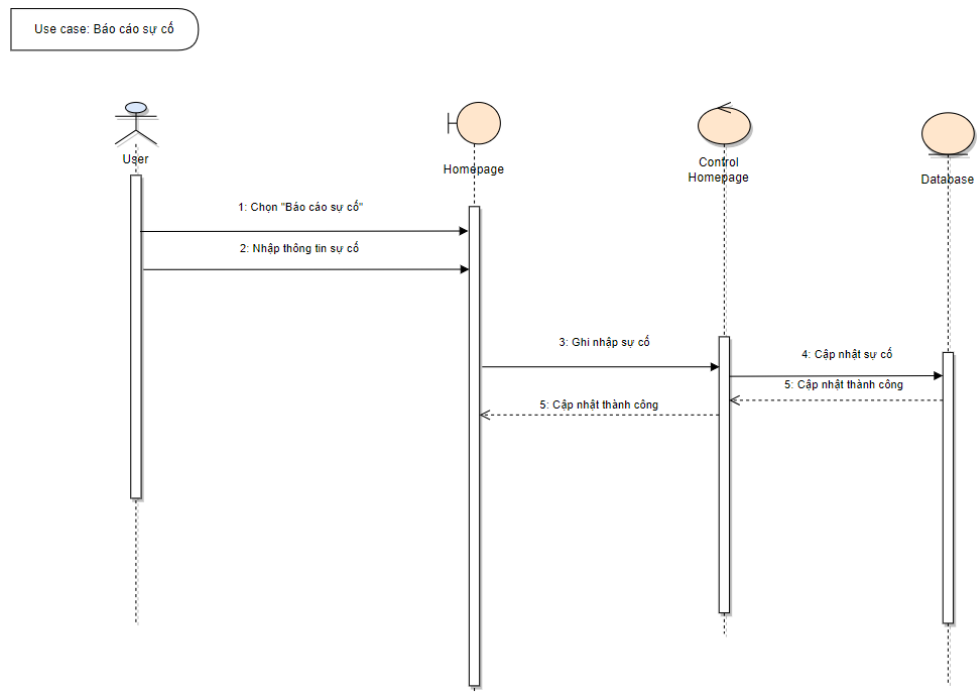 Use case: Báo cáo sự cố
User
Homepage
Control
Homepage
Database
1: Chọn "Báo cáo sự cố"
2: Nhập thông tin sự cố
3: Ghi nhập sự cố
4: Cập nhật sự cố
5: Cập nhật thành công
5: Cập nhật thành công